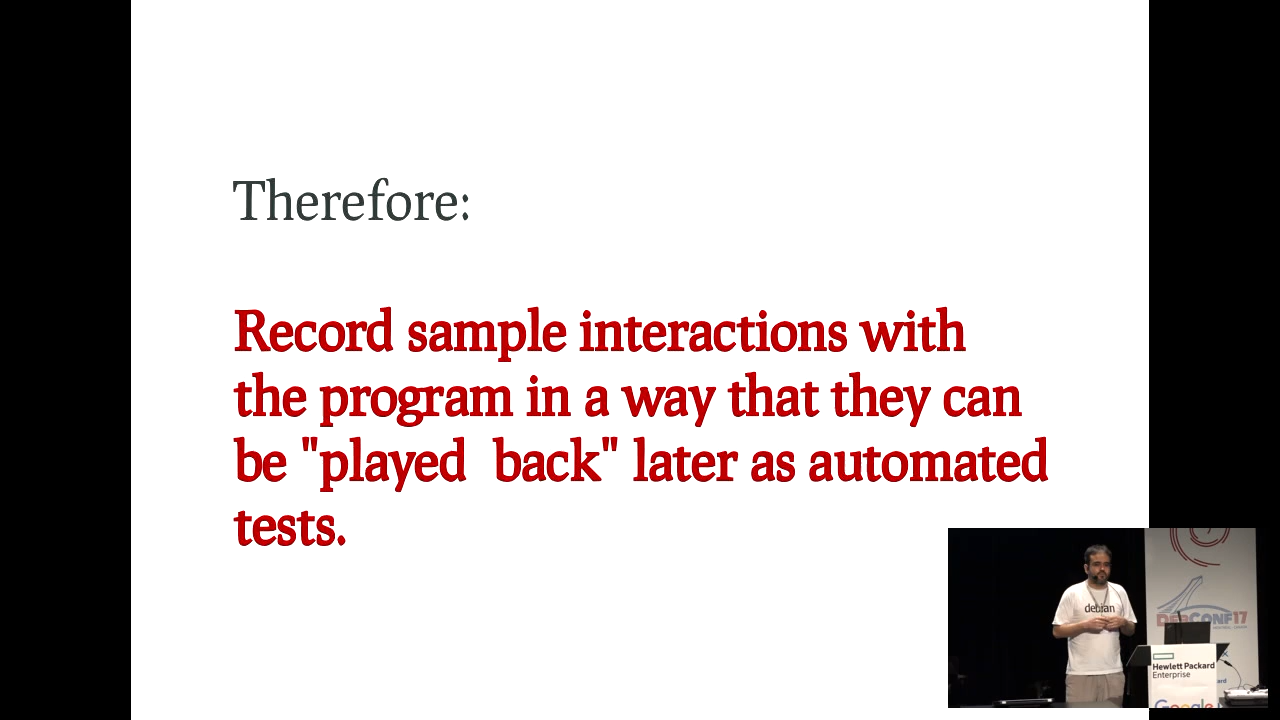 Therefore:
Record sample interactions with
the program in a way that they can
be "played  back" later as automated
tests.
debian
DEBCONF17
Hewlett Packard
Enterprise
Google